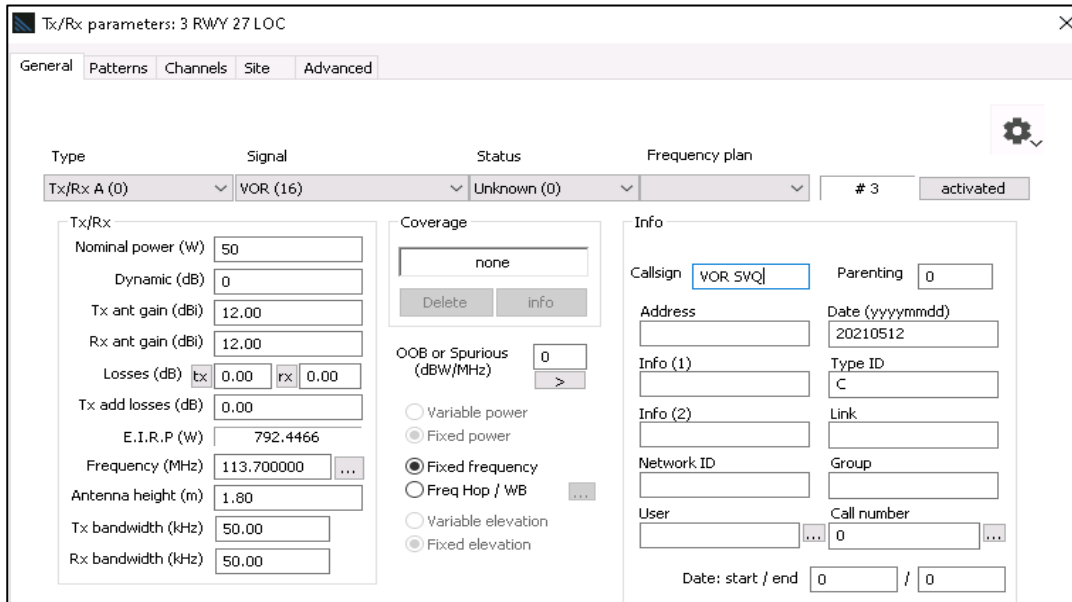 Tx/Rx parameters: 3 RWY 27 LOC
General Patterns Channels Site Advanced
Type Signal Status Frequency plan
Tx/Rx A (0) VOR (16) Unknown (0) # 3 activated
Tx/Rx
Nominal power (W) 50
Dynamic (dB) 0
Tx ant gain (dBi) 12.00
Rx ant gain (dBi) 12.00
Losses (dB) tx 0.00 rx 0.00
Tx add losses (dB) 0.00
E.I.R.P (W) 792.4466
Frequency (MHz) 113.700000 ...
Antenna height (m) 1.80
Tx bandwidth (kHz) 50.00
Rx bandwidth (kHz) 50.00
Coverage
none
Delete info
OOB or Spurious 0
(dBW/MHz) >
Variable power
Fixed power
Fixed frequency
Freq Hop / WB ...
Variable elevation
Fixed elevation
Info
Callsign VOR SVQ Parenting 0
Address Date (yyyymmdd)
20210512
Info (1) Type ID
C
Info (2) Link
Network ID Group
User Call number
... 0 ...
Date: start / end 0 / 0